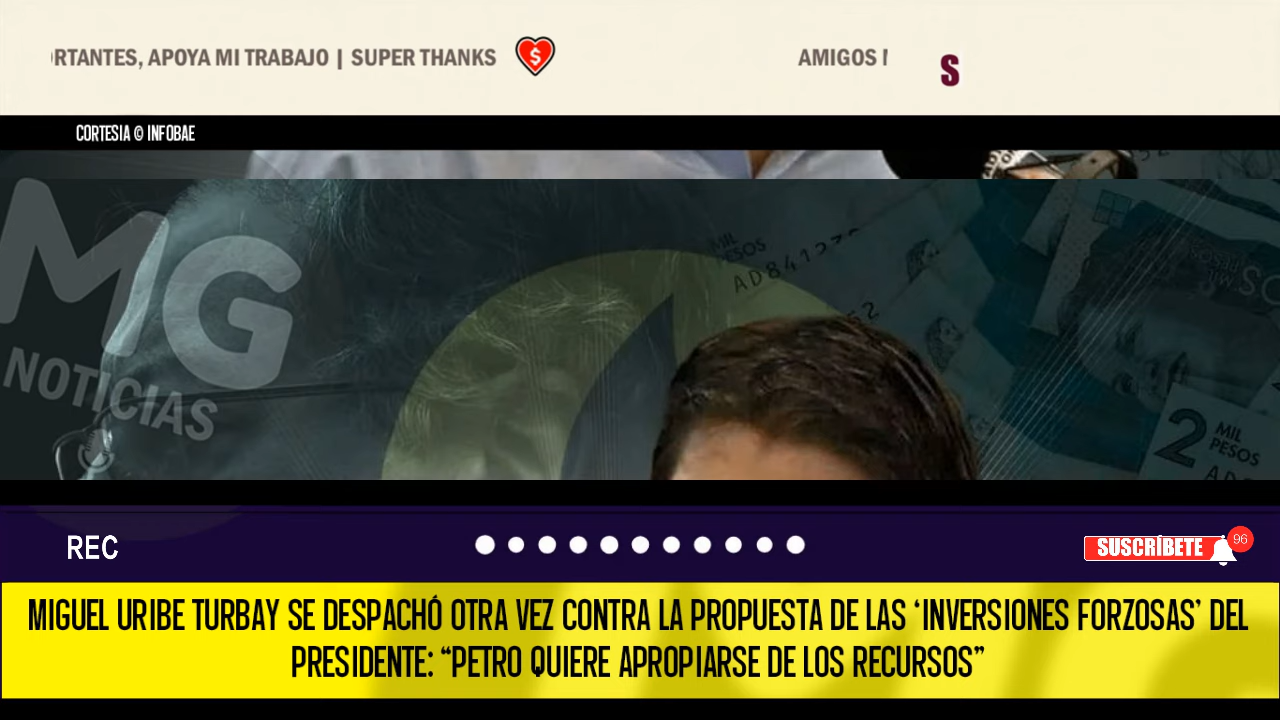 RTANTES, APOYA MI TRABAJO | SUPER THANKS
$
AMIGOS
S
CORTESIA © INFOBAE
MG
NOTICIAS
MIL
PESOS
AD841
2
MIL
PESOS
AD
REC
SUSCRÍBETE
96
MIGUEL URIBE TURBAY SE DESPACHÓ OTRA VEZ CONTRA LA PROPUESTA DE LAS ‘INVERSIONES FORZOSAS’ DEL
PRESIDENTE: “PETRO QUIERE APROPIARSE DE LOS RECURSOS”